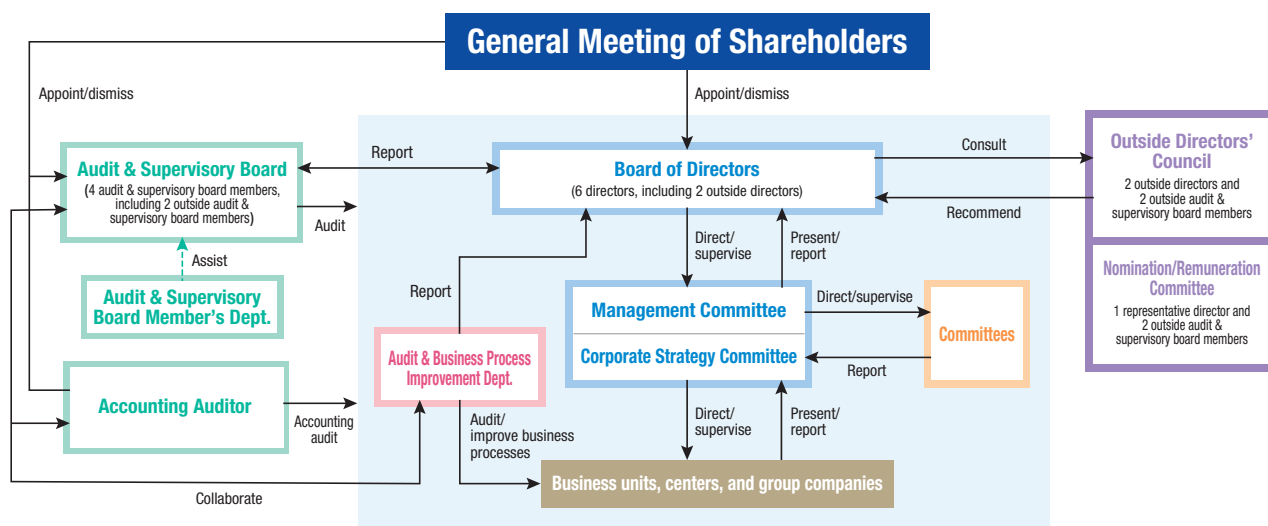 General Meeting of Shareholders
Appoint/dismiss
Appoint/dismiss
Audit & Supervisory Board
(4 audit & supervisory board members,
including 2 outside audit &
supervisory board members)
Report
Board of Directors
(6 directors, including 2 outside directors)
Consult
Recommend
Outside Directors’
Council
2 outside directors and
2 outside audit &
supervisory board members
Audit
Assist
Audit & Supervisory
Board Member’s Dept.
Report
Direct/
supervise
Present/
report
Nomination/Remuneration
Committee
1 representative director and
2 outside audit &
supervisory board members
Management Committee
Corporate Strategy Committee
Direct/supervise
Committees
Report
Audit & Business Process
Improvement Dept.
Accounting Auditor
Accounting
audit
Audit/
improve business
processes
Direct/
supervise
Present/
report
Business units, centers, and group companies
Collaborate